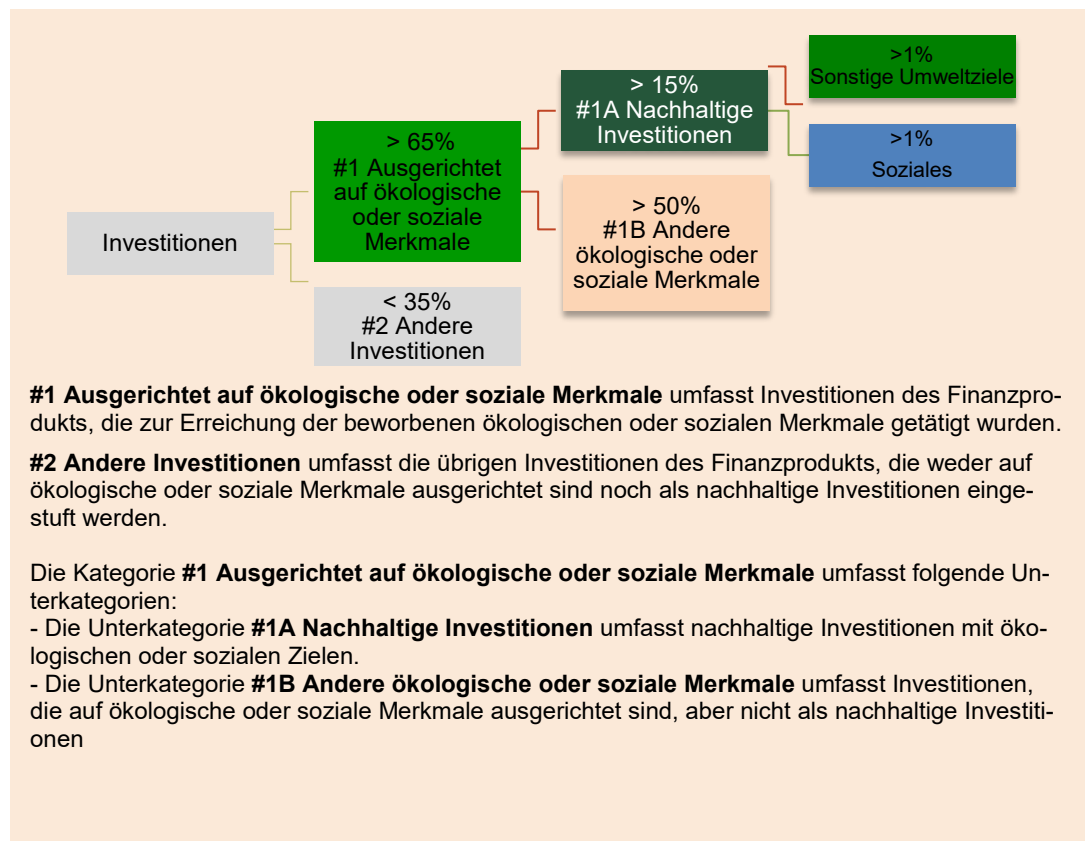 >1%
Sonstige Umweltziele
> 15%
#1A Nachhaltige
Investitionen
>1%
Soziales
> 65%
#1 Ausgerichtet
auf ökologische
oder soziale
Merkmale
> 50%
#1B Andere
ökologische oder
soziale Merkmale
Investitionen
< 35%
#2 Andere
Investitionen
#1 Ausgerichtet auf ökologische oder soziale Merkmale umfasst Investitionen des Finanzpro-
dukts, die zur Erreichung der beworbenen ökologischen oder sozialen Merkmale getätigt wurden.
#2 Andere Investitionen umfasst die übrigen Investitionen des Finanzprodukts, die weder auf
ökologische oder soziale Merkmale ausgerichtet sind noch als nachhaltige Investitionen einge-
stuft werden.
Die Kategorie #1 Ausgerichtet auf ökologische oder soziale Merkmale umfasst folgende Un-
terkategorien:
- Die Unterkategorie #1A Nachhaltige Investitionen umfasst nachhaltige Investitionen mit öko-
logischen oder sozialen Zielen.
- Die Unterkategorie #1B Andere ökologische oder soziale Merkmale umfasst Investitionen,
die auf ökologische oder soziale Merkmale ausgerichtet sind, aber nicht als nachhaltige Investiti-
onen